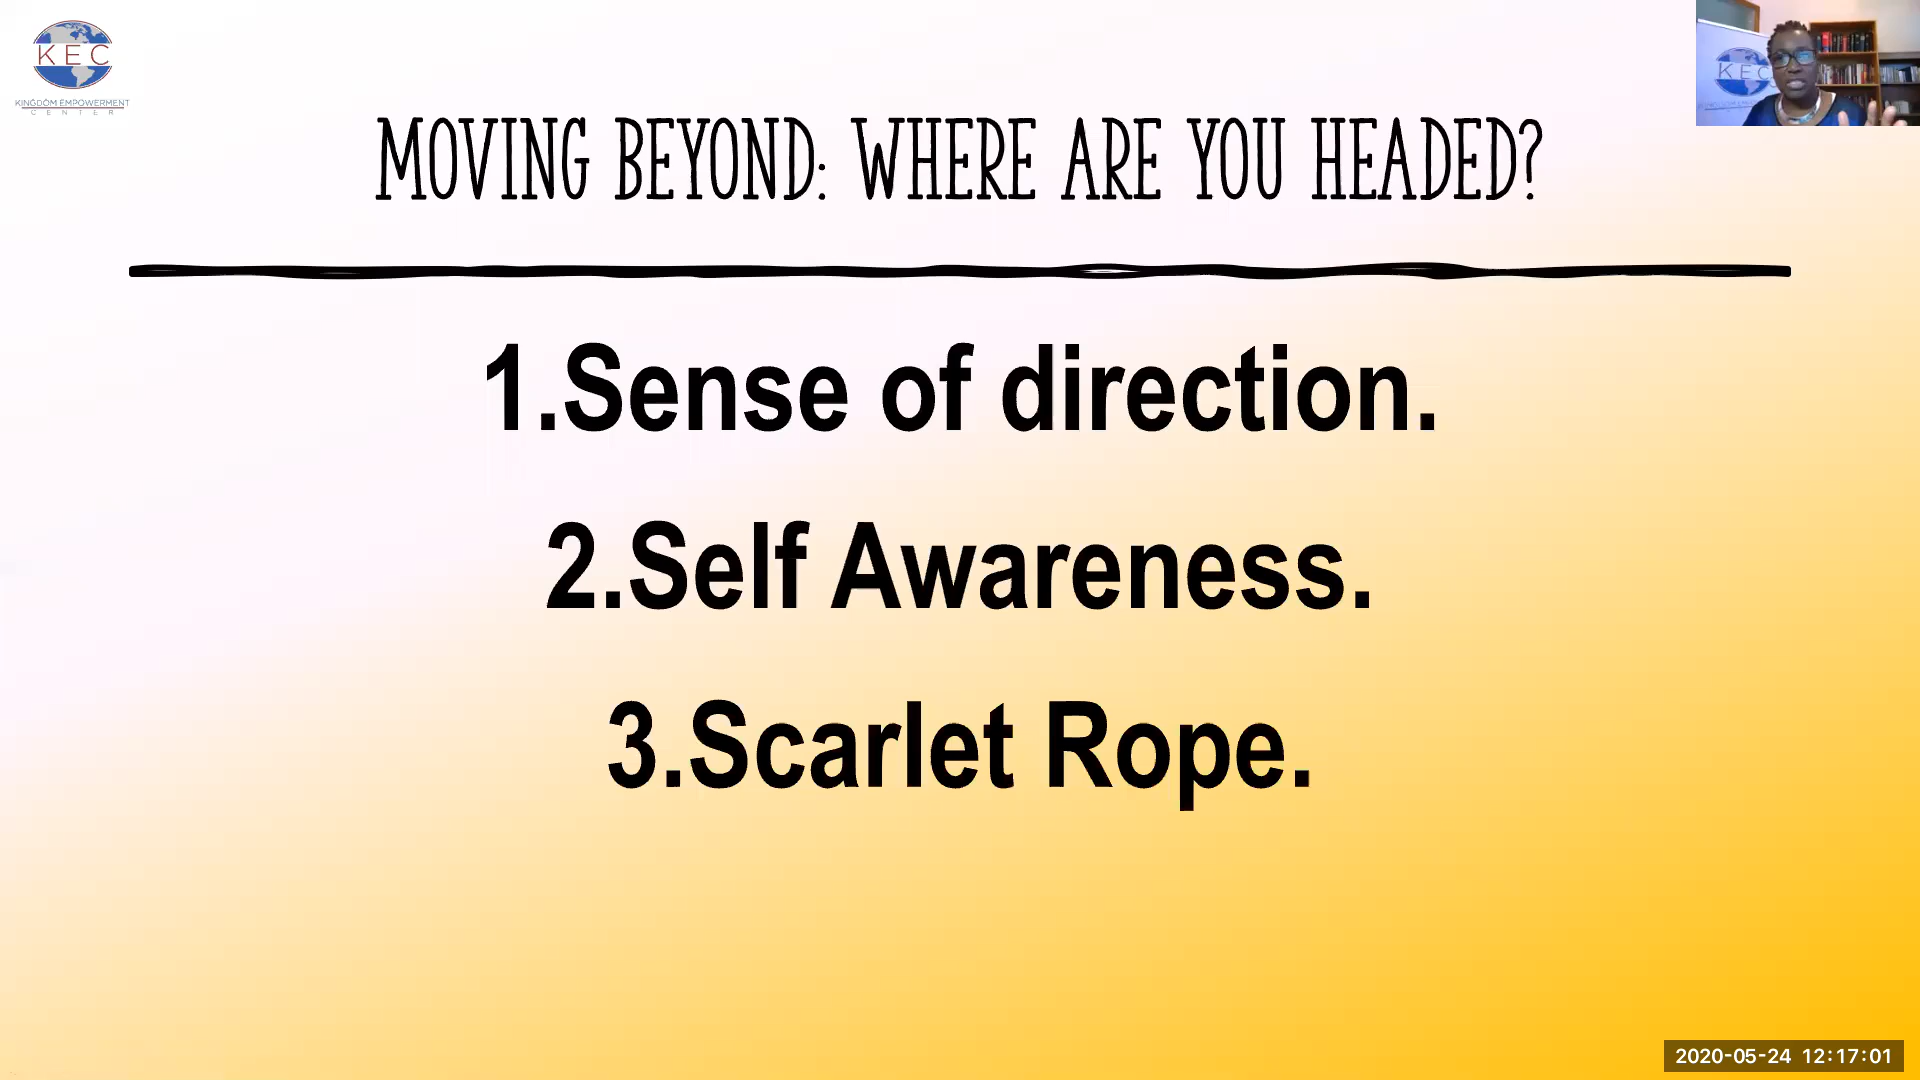 KEC
KINGDOM EMPOWERMENT
CENTER
KEC
MOVING BEYOND: WHERE ARE YOU HEADED?
1.Sense of direction.
2.Self Awareness.
3.Scarlet Rope.
2020-05-24 12:17:01